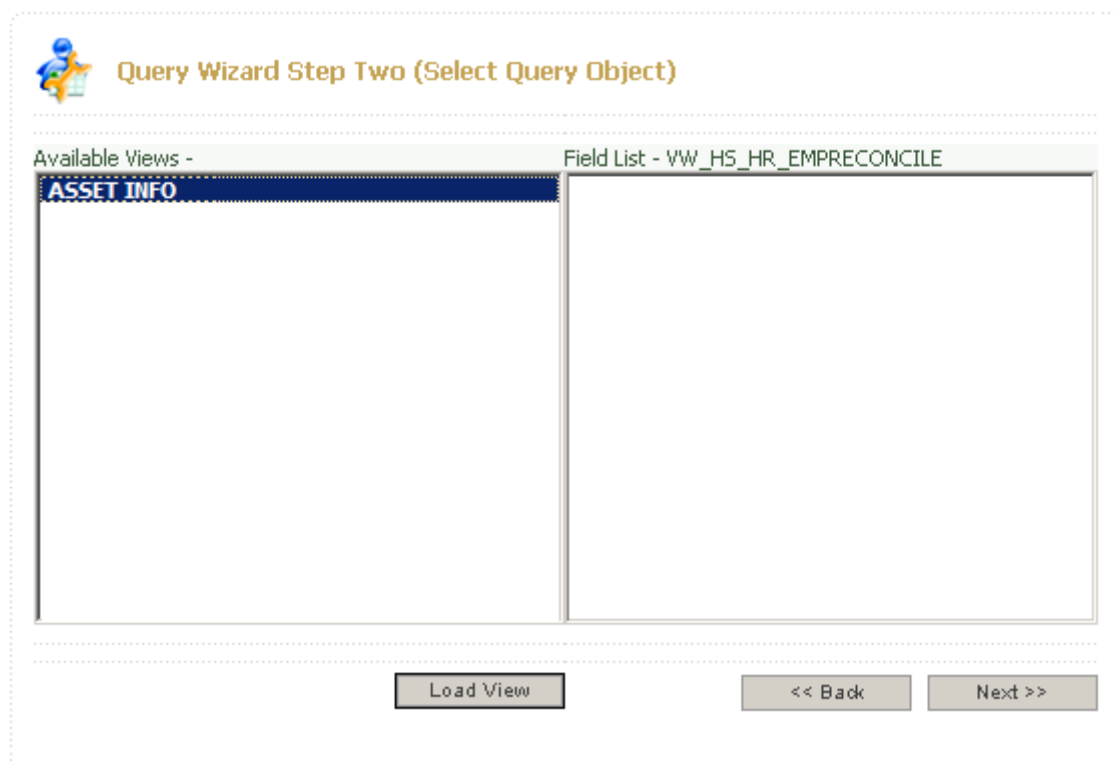 Query Wizard Step Two (Select Query Object)
Available Views -
Field List - VW_HS_HR_EMPRECONCILE
ASSET INFO
Load View
<< Back
Next >>